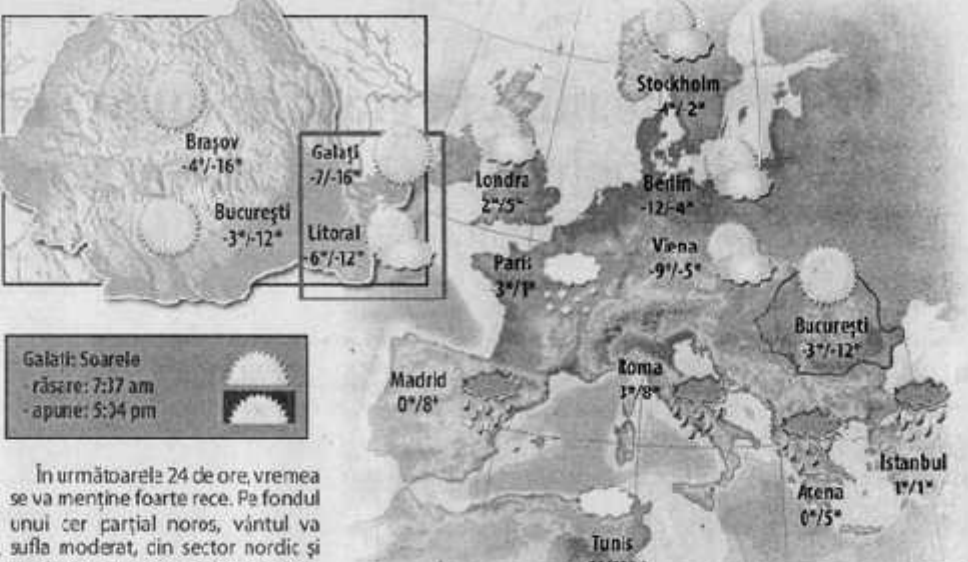 Brașov
-4°/-16°
București
-3°/-12°
Galați
-7/-16°
Litoral
-6°/-12°
Stockholm
-4°/-2°
Londra
2°/5°
Berlin
-12/-4°
Paris
3°/1°
Viena
-9°/-5°
București
-3°/-12°
Madrid
0°/8°
Roma
3°/8°
Istanbul
1°/1°
Atena
0°/5°
Tunis
Galați: Soarele
- răsare: 7:37 am
- apune: 5:04 pm
În următoarele 24 de ore, vremea
se va menține foarte rece. Pe fondul
unui cer parțial noros, vântul va
sufla moderat, din sector nordic și